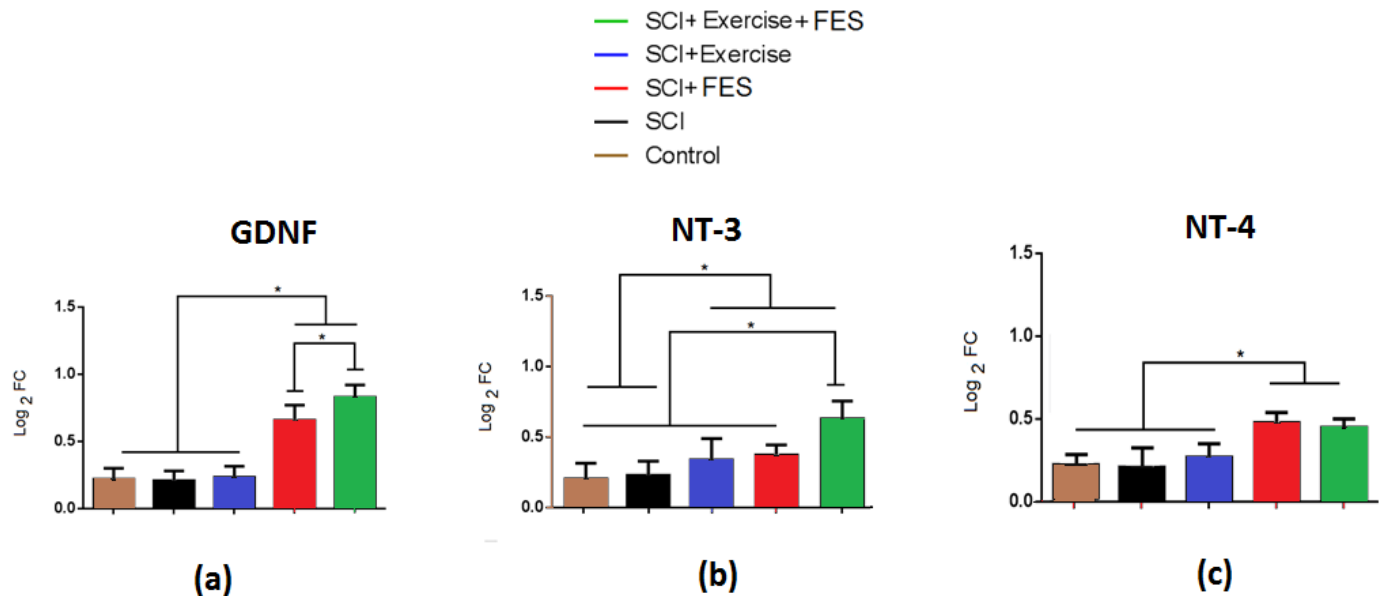 SCI+ Exercise+ FES
SCI+Exercise
SCI+ FES
SCI
Control
GDNF
*
*
1.5
1.0
0.5
0.0
Log 2 FC
(a)
NT-3
*
*
1.5
1.0
0.5
0.0
Log 2 FC
(b)
NT-4
*
1.5
1.0
0.5
0.0
Log 2 FC
(c)